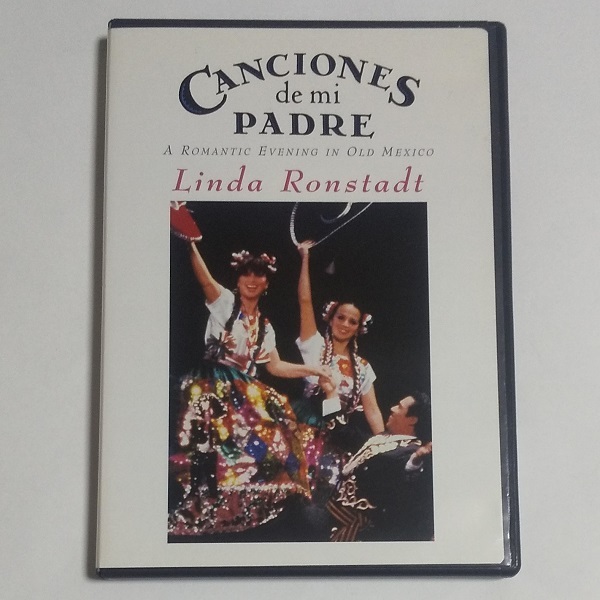 CANCIONES
de mi
PADRE
A ROMANTIC EVENING IN OLD MEXICO
Linda Ronstadt